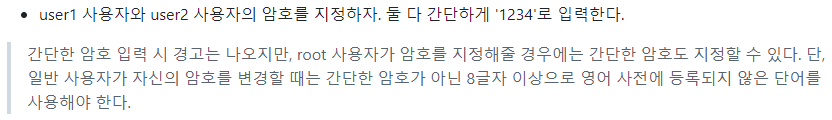 • user1 사용자와 user2 사용자의 암호를 지정하자. 둘 다 간단하게 '1234'로 입력한다.
간단한 암호 입력 시 경고는 나오지만, root 사용자가 암호를 지정해줄 경우에는 간단한 암호도 지정할 수 있다. 단,
일반 사용자가 자신의 암호를 변경할 때는 간단한 암호가 아닌 8글자 이상으로 영어 사전에 등록되지 않은 단어를
사용해야 한다.